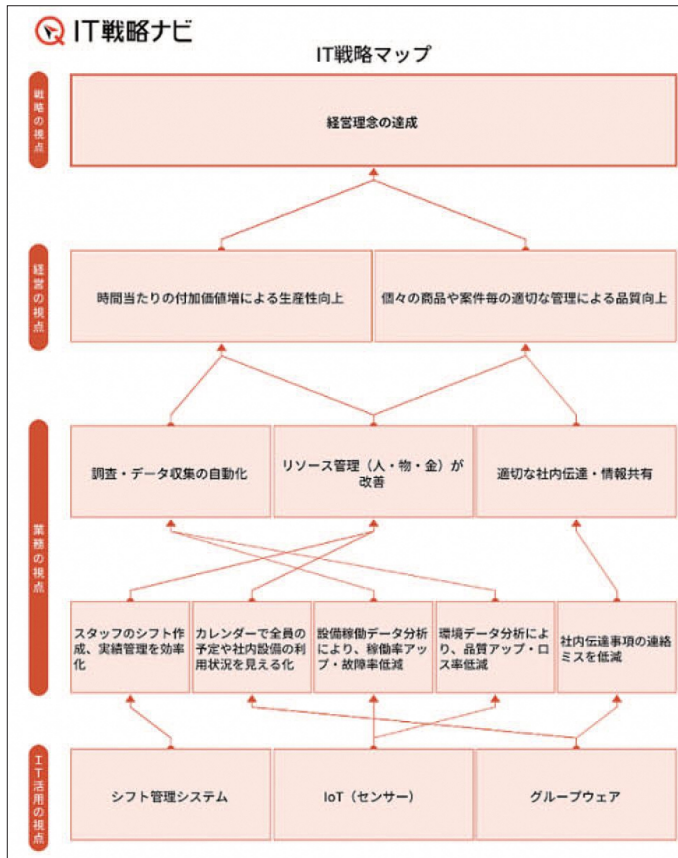 IT戦略ナビ
IT戦略マップ
戦略の視点
経営理念の達成
経営の視点
時間当たりの付加価値増による生産性向上
個々の商品や案件毎の適切な管理による品質向上
業務の視点
調査・データ収集の自動化
リソース管理（人・物・金）が
改善
適切な社内伝達・情報共有
スタッフのシフト作
成、実績管理を効率
化
カレンダーで全員の
予定や社内設備の利
用状況を見える化
設備稼働データ分析
により、稼働率アッ
プ・故障率低減
環境データ分析によ
り、品質アップ・ロ
ス率低減
社内伝達事項の連絡
ミスを低減
IT活用の視点
シフト管理システム
IoT（センサー）
グループウェア